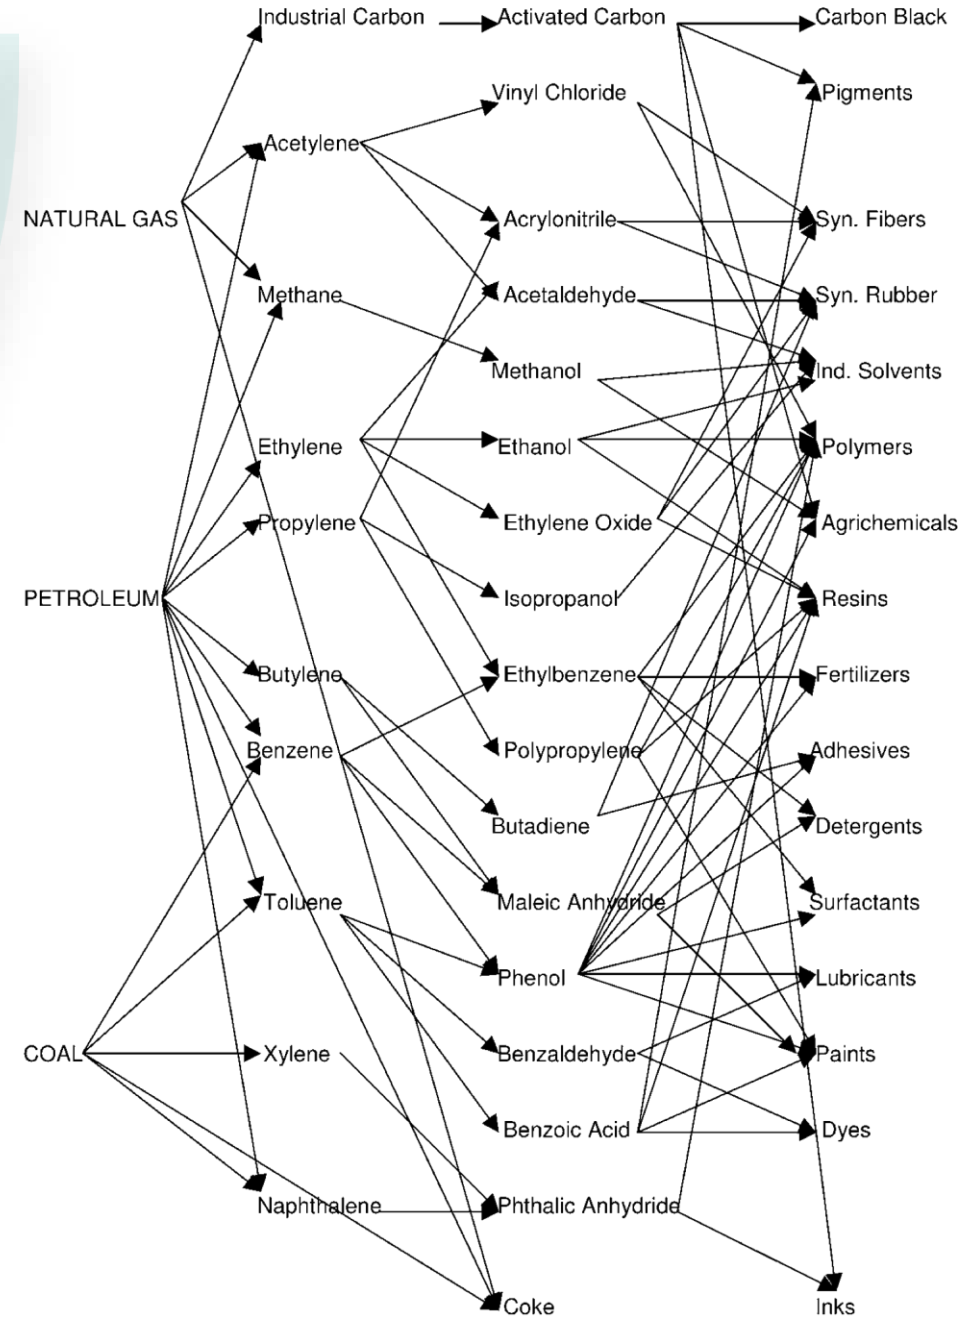 Industrial Carbon
Activated Carbon
Carbon Black
Vinyl Chloride
Pigments
Acetylene
NATURAL GAS
Acrylonitrile
Syn. Fibers
Methane
Acetaldehyde
Syn. Rubber
Methanol
Ind. Solvents
Ethylene
Ethanol
Polymers
Propylene
Ethylene Oxide
Agrichemicals
PETROLEUM
Isopropanol
Resins
Butylene
Ethylbenzene
Fertilizers
Benzene
Polypropylene
Adhesives
Butadiene
Detergents
Toluene
Maleic Anhydride
Surfactants
Phenol
Lubricants
COAL
Xylene
Benzaldehyde
Paints
Benzoic Acid
Dyes
Naphthalene
Phthalic Anhydride
Coke
Inks